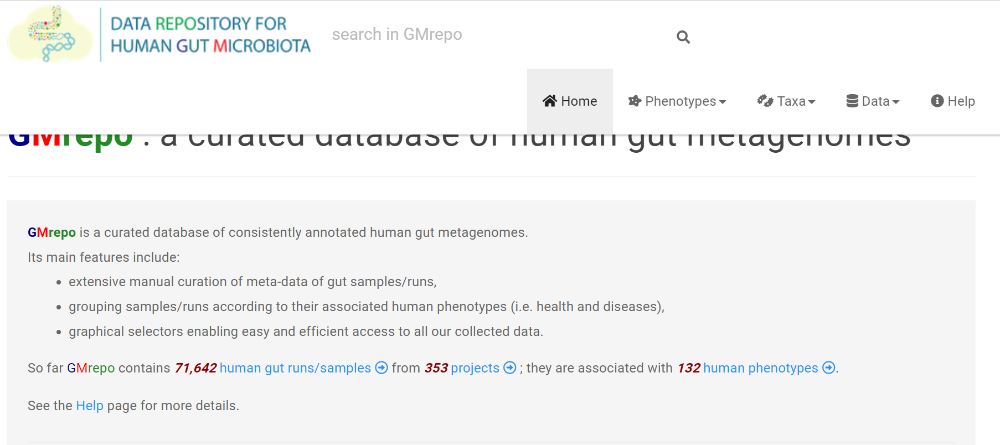 DATA REPOSITORY FOR
HUMAN GUT MICROBIOTA
search in GMrepo
Home
Phenotypes
Taxa
Data
Help
GMrepo : a curated database of human gut metagenomes
GMrepo is a curated database of consistently annotated human gut metagenomes.
Its main features include:
• extensive manual curation of meta-data of gut samples/runs,
• grouping samples/runs according to their associated human phenotypes (i.e. health and diseases),
• graphical selectors enabling easy and efficient access to all our collected data.
So far GMrepo contains 71,642 human gut runs/samples from 353 projects ; they are associated with 132 human phenotypes .
See the Help page for more details.